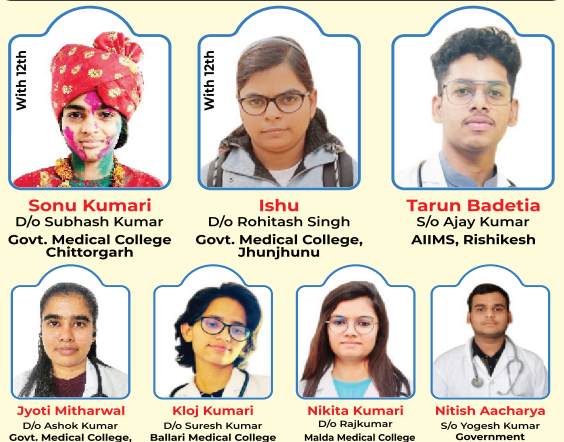 With 12th
With 12th
Sonu Kumari
D/o Subhash Kumar
Govt. Medical College
Chittorgarh
Ishu
D/o Rohitash Singh
Govt. Medical College,
Jhunjhunu
Tarun Badetia
S/o Ajay Kumar
AIIMS, Rishikesh
Jyoti Mitharwal
D/o Ashok Kumar
Govt. Medical College,
Kloj Kumari
D/o Suresh Kumar
Ballari Medical College
Nikita Kumari
D/o Rajkumar
Malda Medical College
Nitish Aacharya
S/o Yogesh Kumar
Government